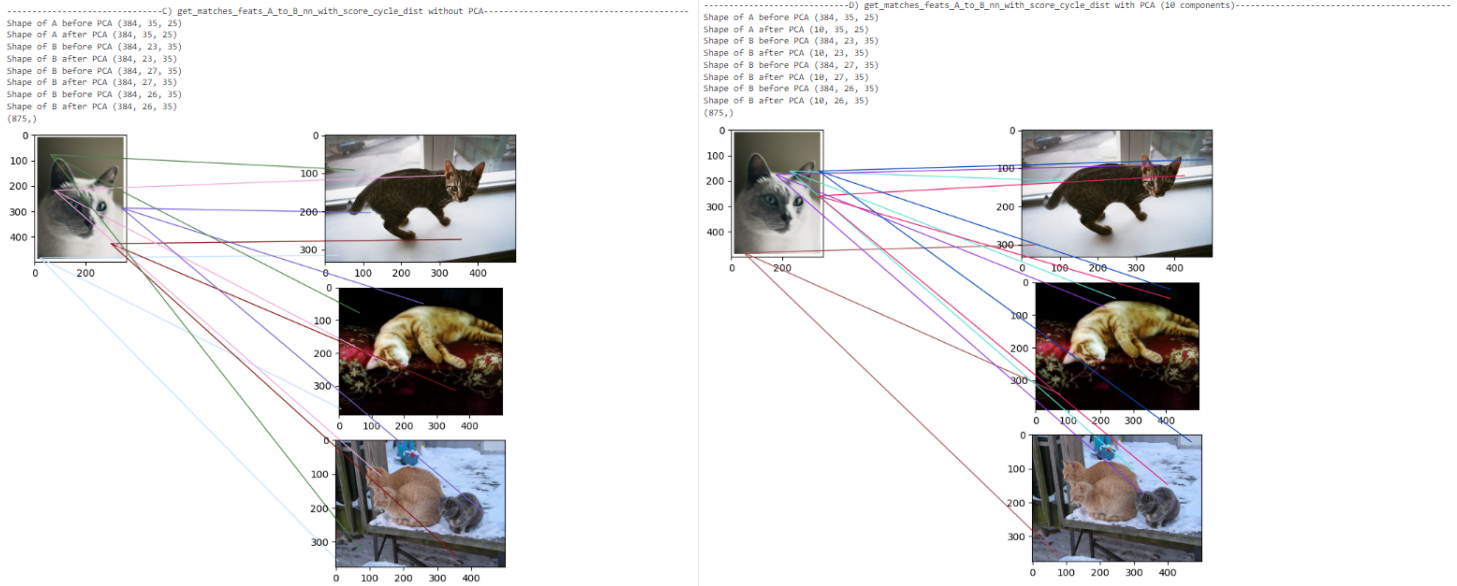 ----------------------------C) get_matches_feats_A_to_B_nn_with_score_cycle_dist without PCA----------------------------
Shape of A before PCA (384, 35, 25)
Shape of A after PCA (384, 35, 25)
Shape of B before PCA (384, 23, 35)
Shape of B after PCA (384, 23, 35)
Shape of B before PCA (384, 27, 35)
Shape of B after PCA (384, 27, 35)
Shape of B before PCA (384, 26, 35)
Shape of B after PCA (384, 26, 35)
(875,)
0
100
200
300
400
0 200
0
100
200
300
0 100 200 300 400
0
100
200
300
0 100 200 300 400
0
100
200
300
0 100 200 300 400
--------------------------D) get_matches_feats_A_to_B_nn_with_score_cycle_dist with PCA (10 components)---------------------------------------
Shape of A before PCA (384, 35, 25)
Shape of A after PCA (10, 35, 25)
Shape of B before PCA (384, 23, 35)
Shape of B after PCA (10, 23, 35)
Shape of B before PCA (384, 27, 35)
Shape of B after PCA (10, 27, 35)
Shape of B before PCA (384, 26, 35)
Shape of B after PCA (10, 26, 35)
(875,)
0
100
200
300
400
0 200
0
100
200
300
0 100 200 300 400
0
100
200
300
0 100 200 300 400
0
100
200
300
0 100 200 300 400